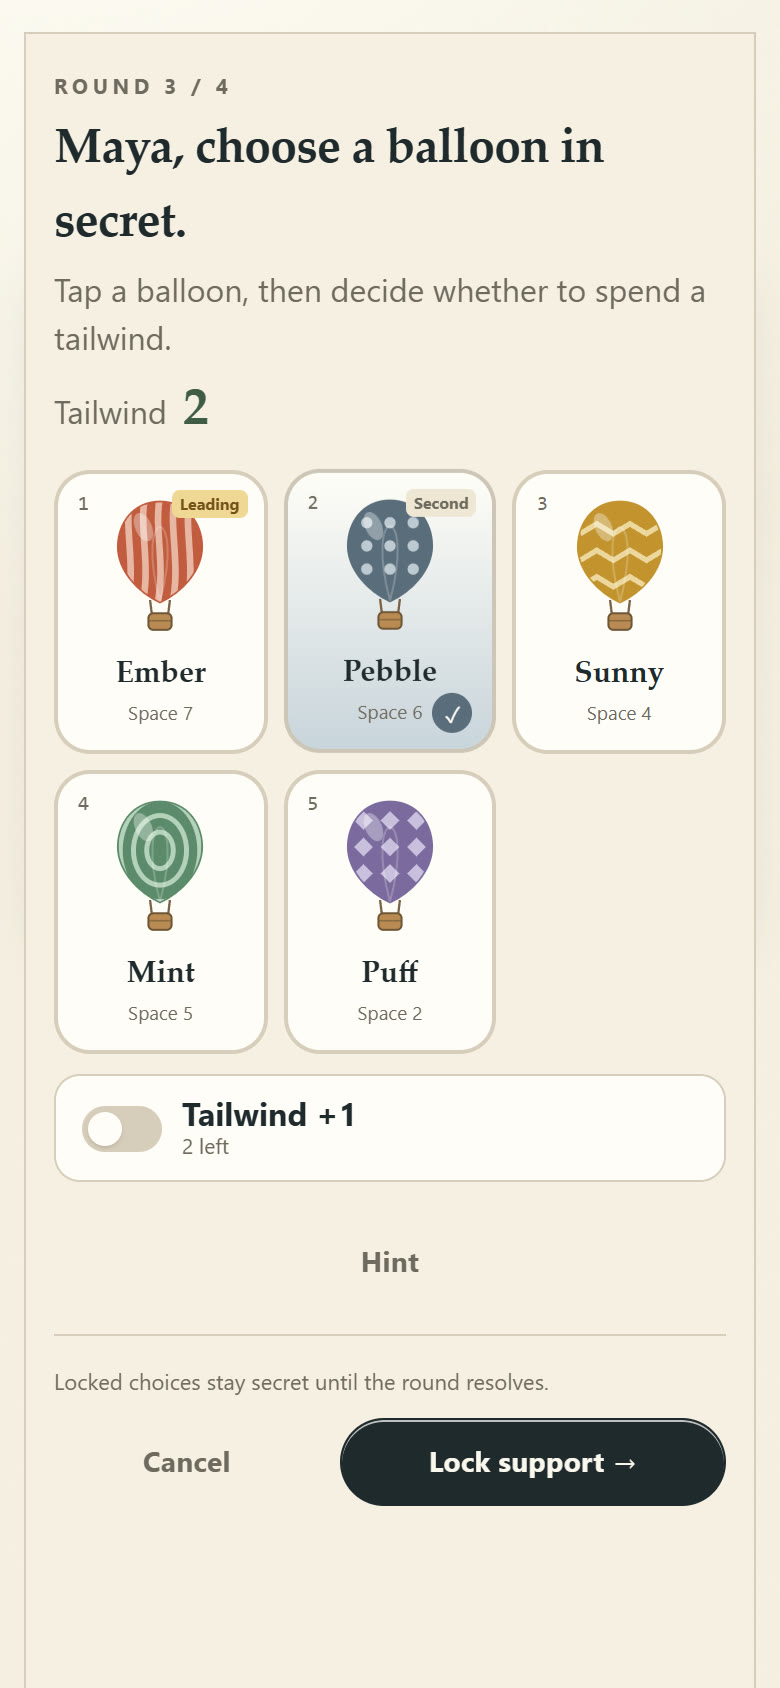 ROUND 3 / 4
Maya, choose a balloon in
secret.
Tap a balloon, then decide whether to spend a
tailwind.
Tailwind 2
1
Leading
Ember
Space 7
2
Second
Pebble
Space 6
✓
3
Sunny
Space 4
4
Mint
Space 5
5
Puff
Space 2
Tailwind +1
2 left
Hint
Locked choices stay secret until the round resolves.
Cancel
Lock support →